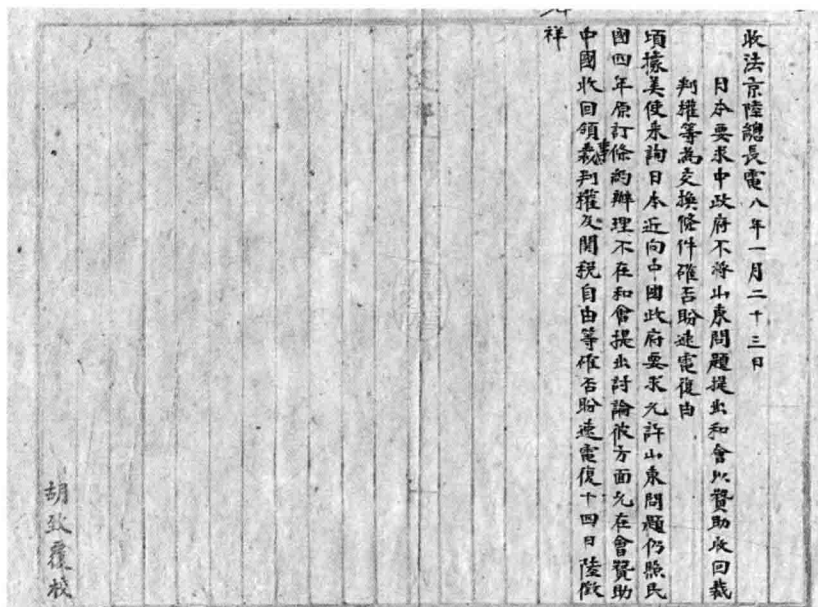 收法京陸總長電八年一月二十三日
日本要求中政府不將山東問題提出和會以贊助收回裁
判權等為交換條件確否盼速電復由
頃據美使來詢日本近向中國政府要求允許山東問題仍照民
國四年原訂條約辦理不在和會提出討論彼方面允在會贊助
中國收回領事裁判權及關稅自由等確否盼速電復十四日陸徵
祥
胡致覆校